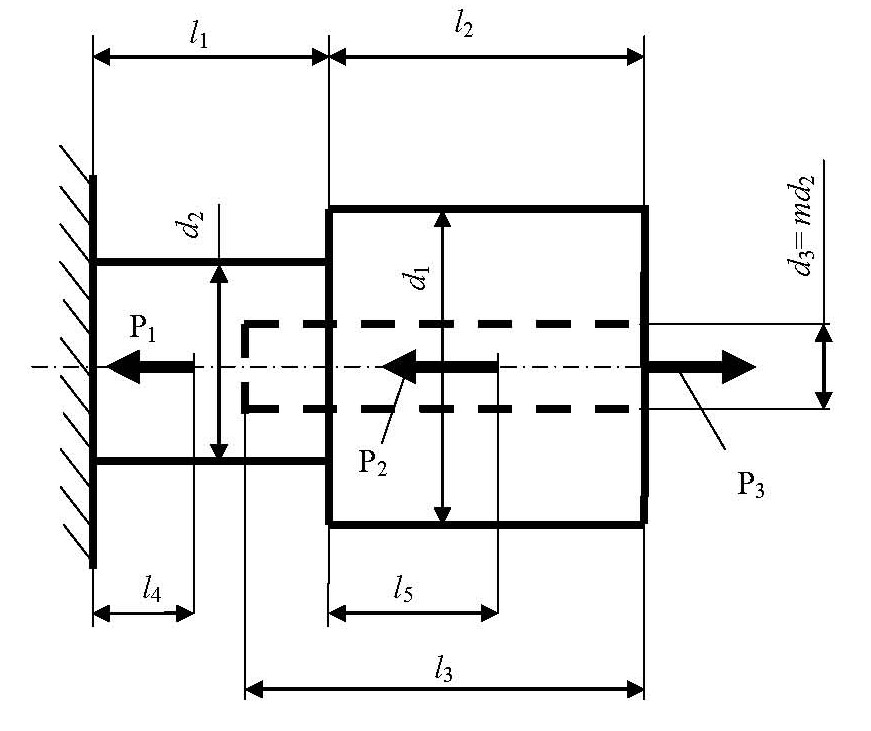 l₁
l₂
d₂
d₁
d₃= md₂
P₁
P₂
P₃
l₄
l₅
l₃